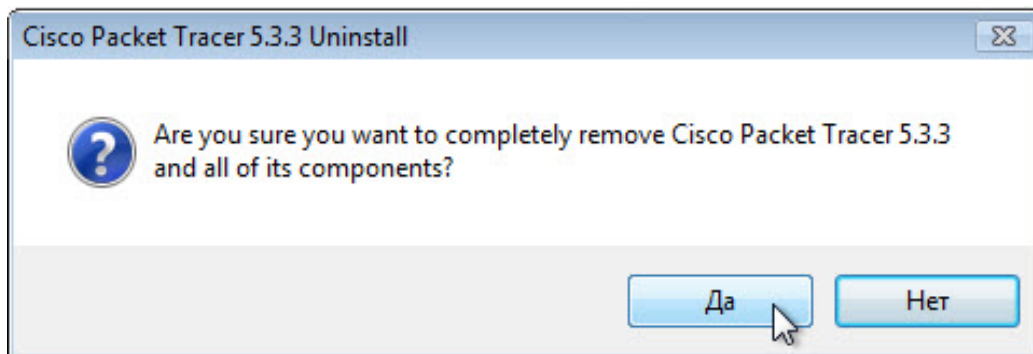 Cisco Packet Tracer 5.3.3 Uninstall
Are you sure you want to completely remove Cisco Packet Tracer 5.3.3
and all of its components?
Да
Нет